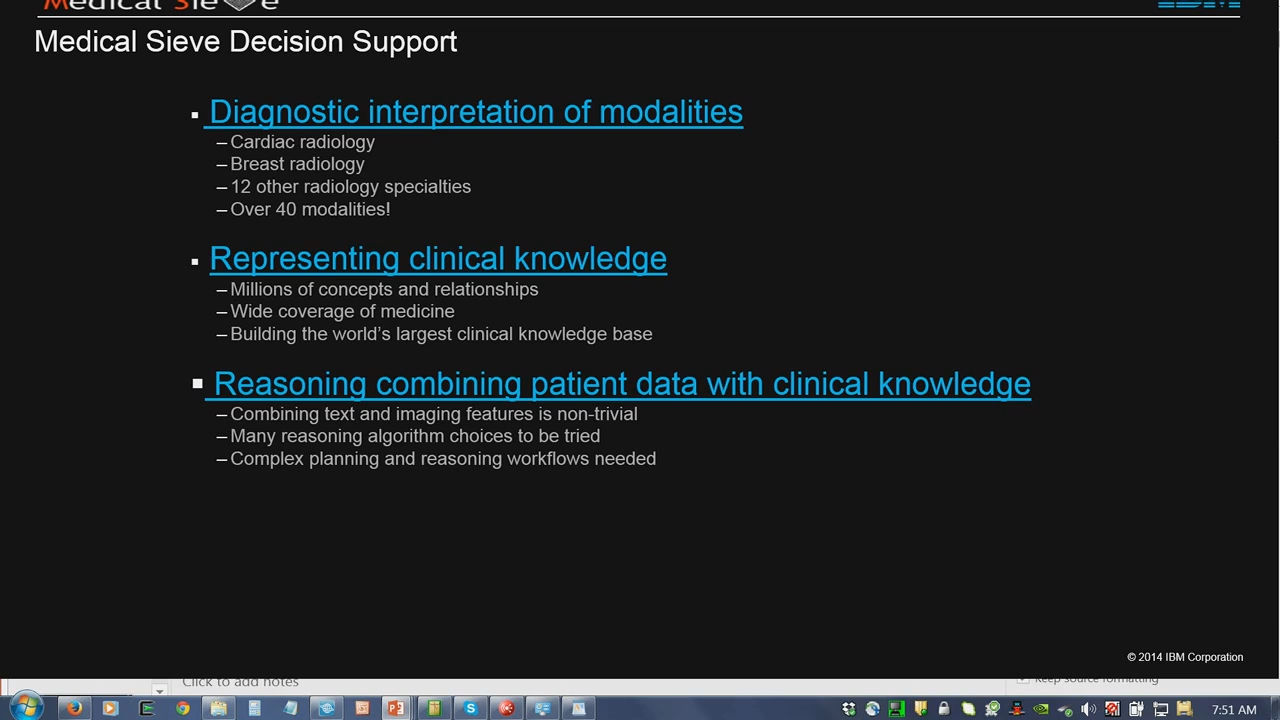 Medical Sieve
IBM
Medical Sieve Decision Support
▪ Diagnostic interpretation of modalities
–Cardiac radiology
–Breast radiology
–12 other radiology specialties
–Over 40 modalities!
▪ Representing clinical knowledge
–Millions of concepts and relationships
–Wide coverage of medicine
–Building the world’s largest clinical knowledge base
▪ Reasoning combining patient data with clinical knowledge
–Combining text and imaging features is non-trivial
–Many reasoning algorithm choices to be tried
–Complex planning and reasoning workflows needed
© 2014 IBM Corporation
Click to add notes
Keep source formatting
7:51 AM